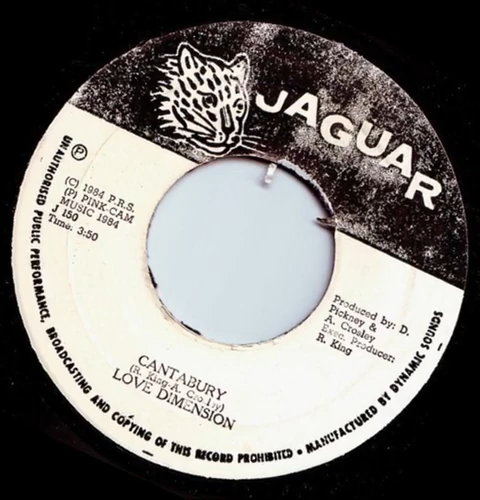 JAGUAR
(C) 1984 P.R.S.
(P) PINK-CAM
MUSIC 1984
J 150
Time: 3:50
Produced by: D.
Pickney &
A. Crosley
Exec. Producer:
R. King
CANTABURY
(R. King-A.
LOVE DIMENSION
℗ UNAUTHORISED PUBLIC PERFORMANCE, BROADCASTING AND COPYING OF THIS RECORD PROHIBITED • MANUFACTURED BY DYNAMIC SOUNDS